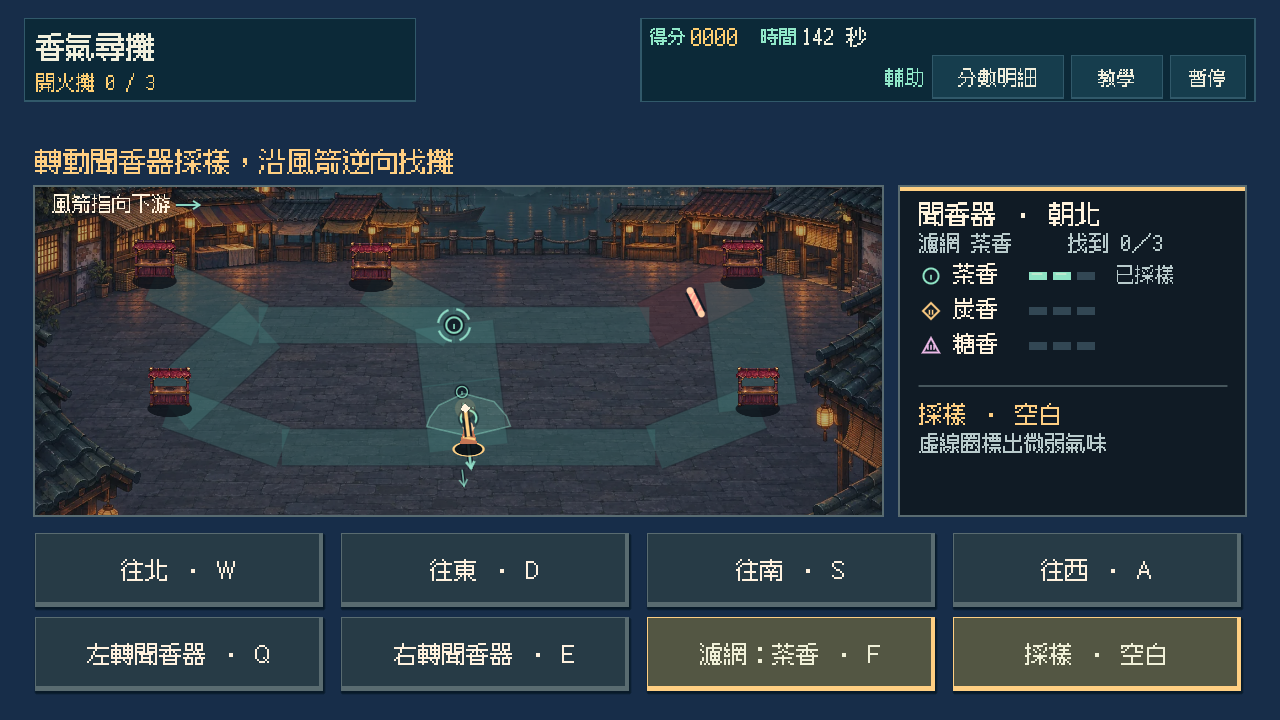 香氣尋攤
開火攤 0 / 3
得分 0000 時間 142 秒
輔助 分數明細 教學 暫停
轉動聞香器採樣，沿風箭逆向找攤
風箭指向下游 →
聞香器 · 朝北
濾網 茶香 找到 0/3
茶香 已採樣
炭香
糖香
採樣 · 空白
虛線圈標出微弱氣味
往北 · W
往東 · D
往南 · S
往西 · A
左轉聞香器 · Q
右轉聞香器 · E
濾網：茶香 · F
採樣 · 空白